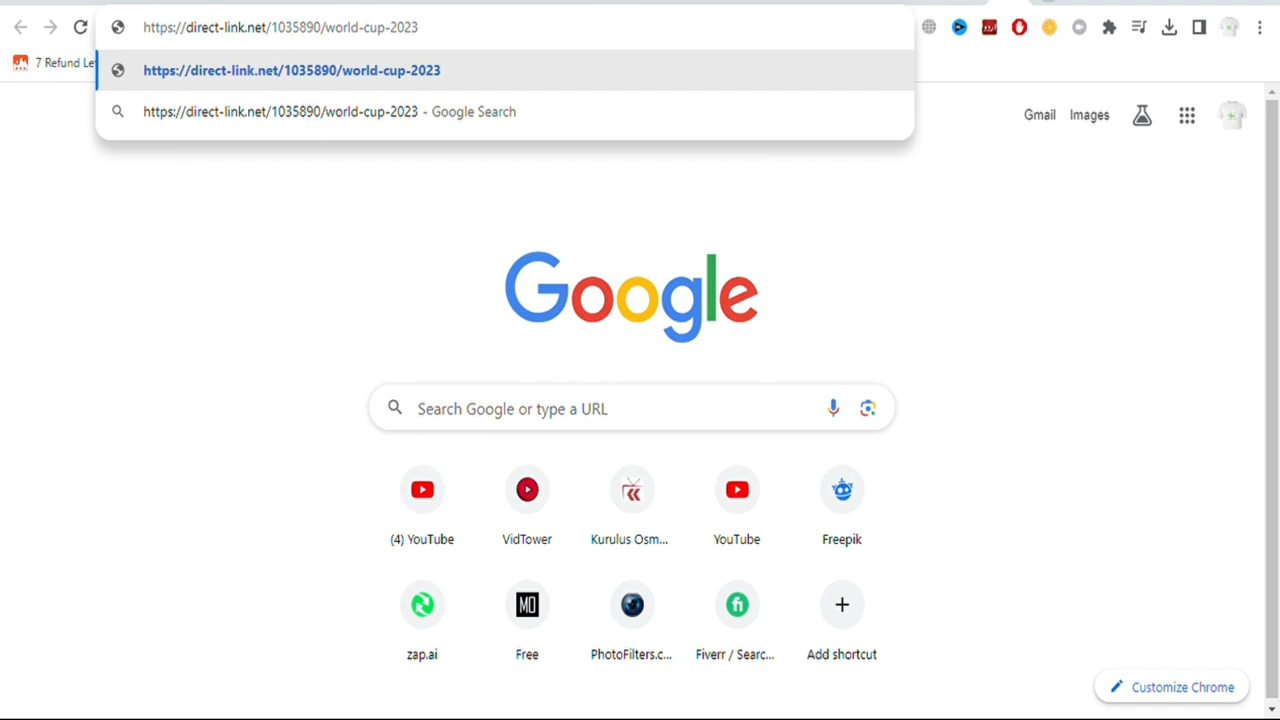 https://direct-link.net/1035890/world-cup-2023
7 Refund Le
https://direct-link.net/1035890/world-cup-2023
https://direct-link.net/1035890/world-cup-2023 - Google Search
Gmail Images
Google
Search Google or type a URL
(4) YouTube VidTower Kurulus Osm... YouTube Freepik
MO
fi
zap.ai Free PhotoFilters.c... Fiverr / Searc... Add shortcut
Customize Chrome